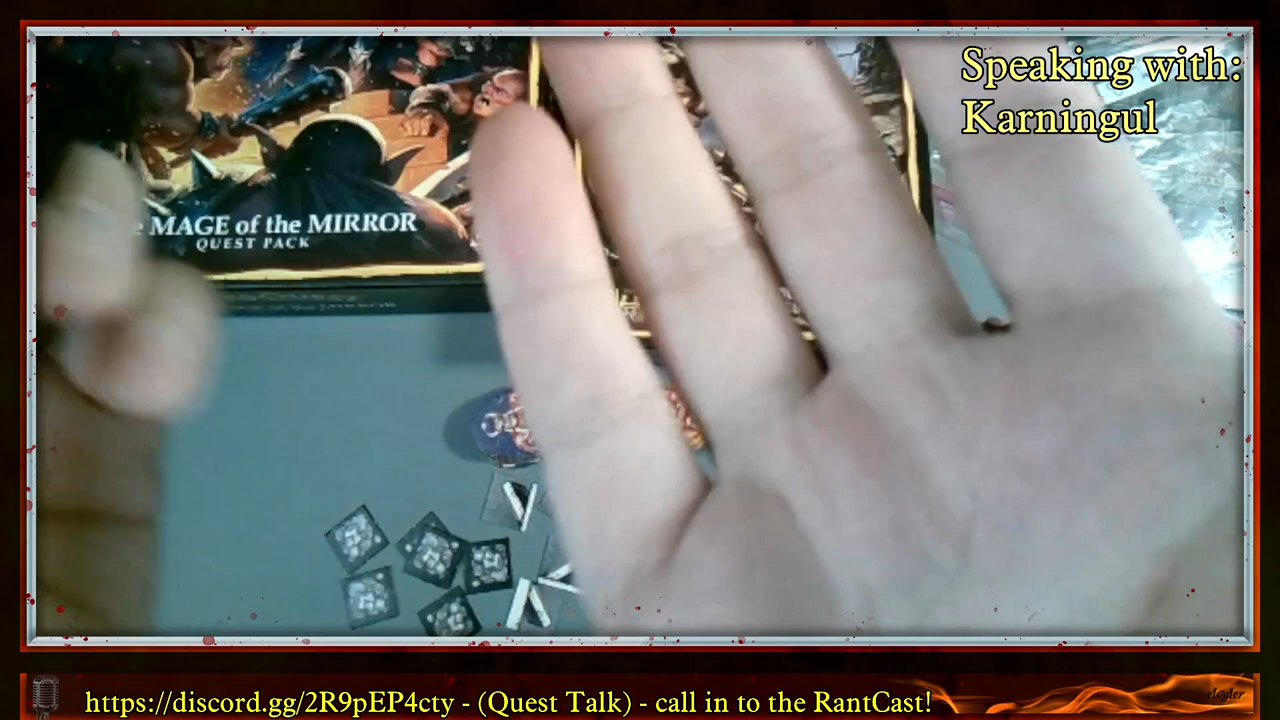 Speaking with:
Karningul
MAGE of the MIRROR
QUEST PACK
https://discord.gg/2R9pEP4cty - (Quest Talk) - call in to the RantCast!